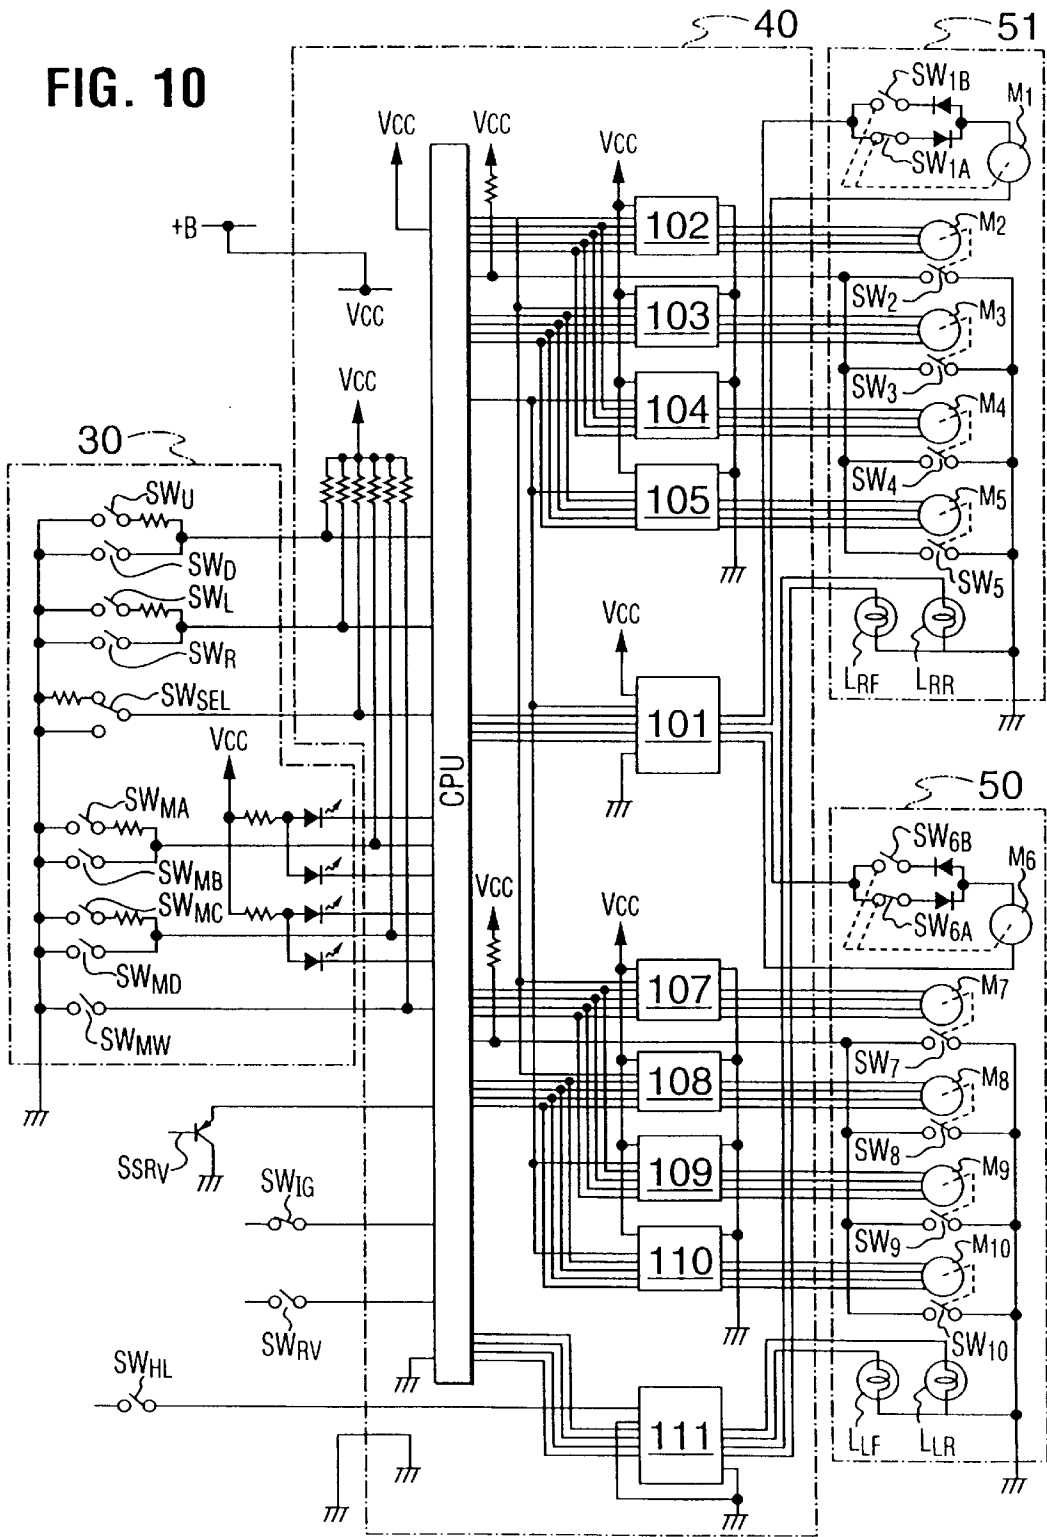 FIG. 10
40
51
SW1B
M1
SW1A
VCC
VCC
VCC
102
M2
+B
VCC
SW2
103
M3
SW3
VCC
104
M4
30
SW4
105
M5
SWU
SWD
SW5
SWL
SWR
VCC
LRF
LRR
SWSEL
101
VCC
CPU
50
SWMA
SW6B
M6
SWMB
SW6A
VCC
VCC
SWMC
SWMD
107
M7
SWMW
SW7
108
M8
SW8
SSRV
109
M9
SWIG
SW9
110
M10
SWRV
SW10
SWHL
111
LLF
LLR